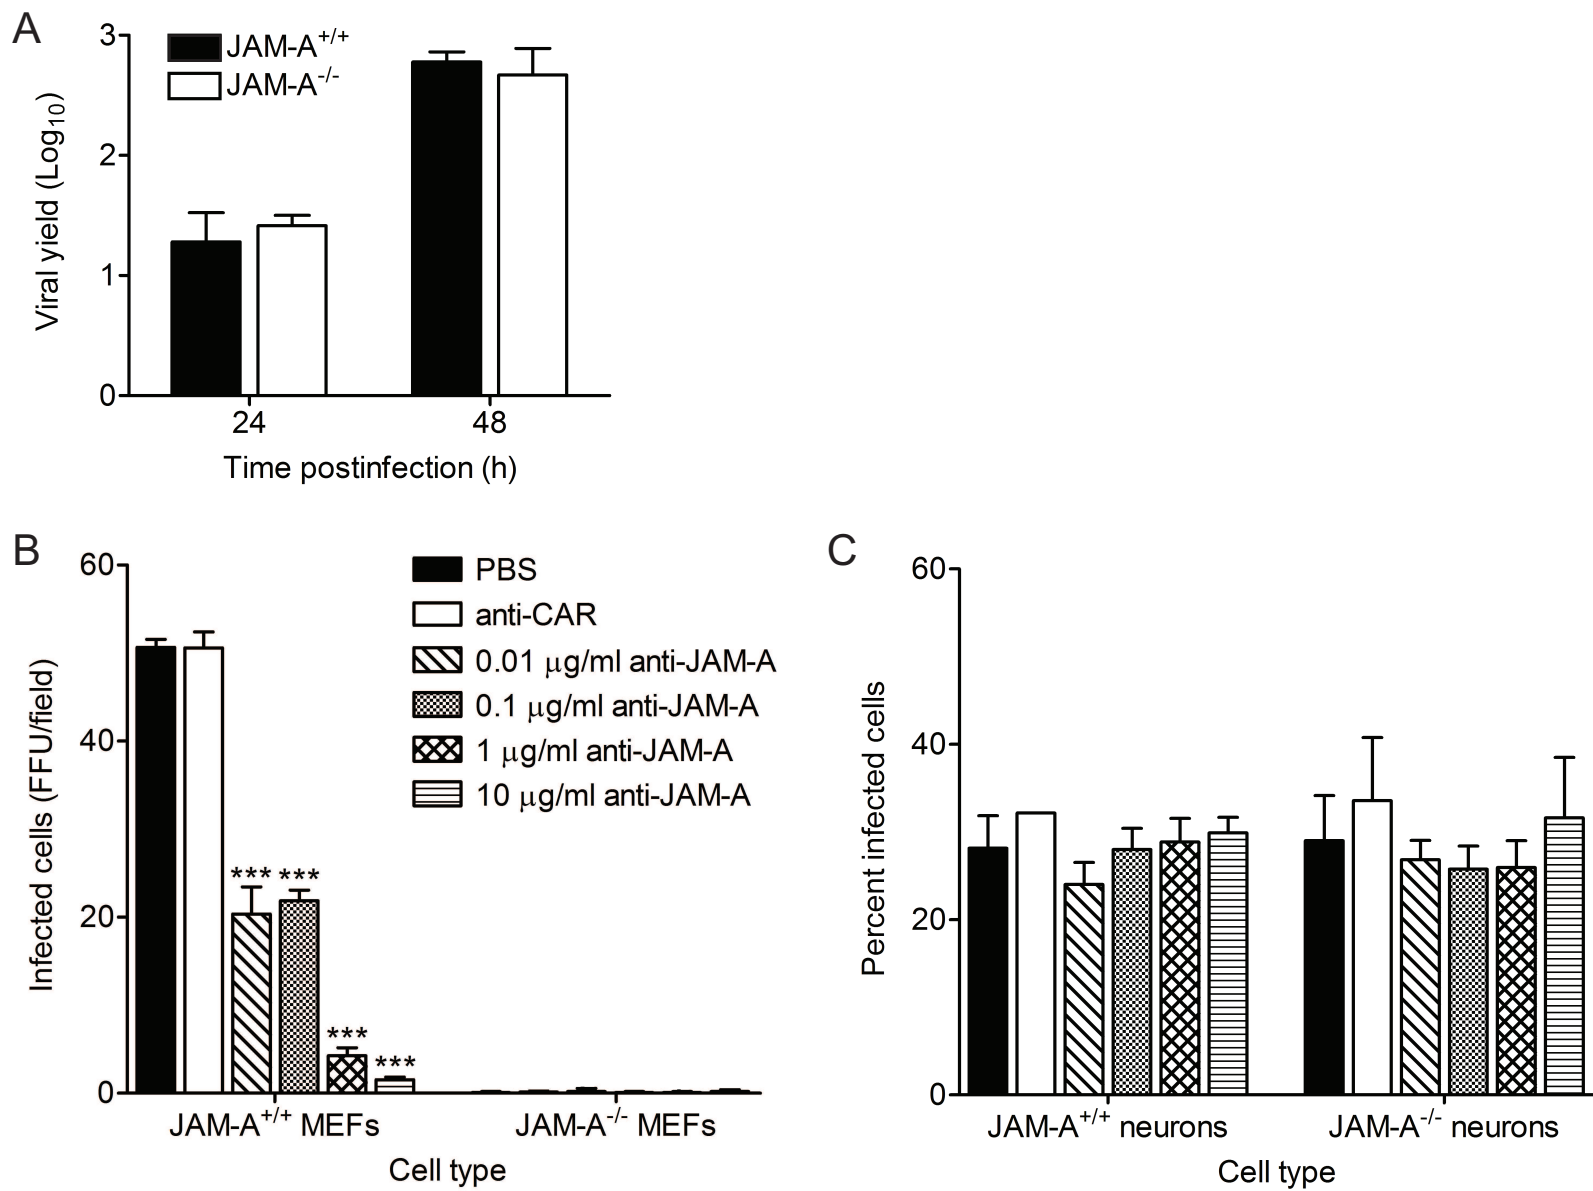 A
3
JAM-A+/+
JAM-A-/-
2
1
0
Viral yield (Log10)
24
48
Time postinfection (h)
B
60
PBS
anti-CAR
0.01 μg/ml anti-JAM-A
0.1 μg/ml anti-JAM-A
1 μg/ml anti-JAM-A
10 μg/ml anti-JAM-A
40
20
0
*** ***
***
***
Infected cells (FFU/field)
JAM-A+/+ MEFs
JAM-A-/- MEFs
Cell type
C
60
40
20
0
Percent infected cells
JAM-A+/+ neurons
JAM-A-/- neurons
Cell type